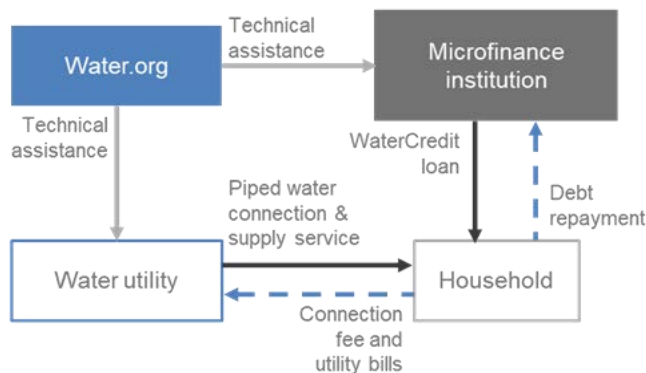 Technical
assistance
Water.org
Microfinance
institution
Technical
assistance
WaterCredit
loan
Piped water
connection &
supply service
Debt
repayment
Water utility
Household
Connection
fee and
utility bills